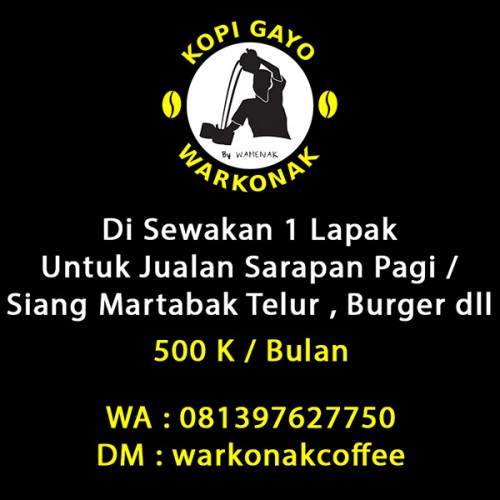 KOPI GAYO
By WAMENAK
WARKONAK
Di Sewakan 1 Lapak
Untuk Jualan Sarapan Pagi /
Siang Martabak Telur , Burger dll
500 K / Bulan
WA : 081397627750
DM : warkonakcoffee